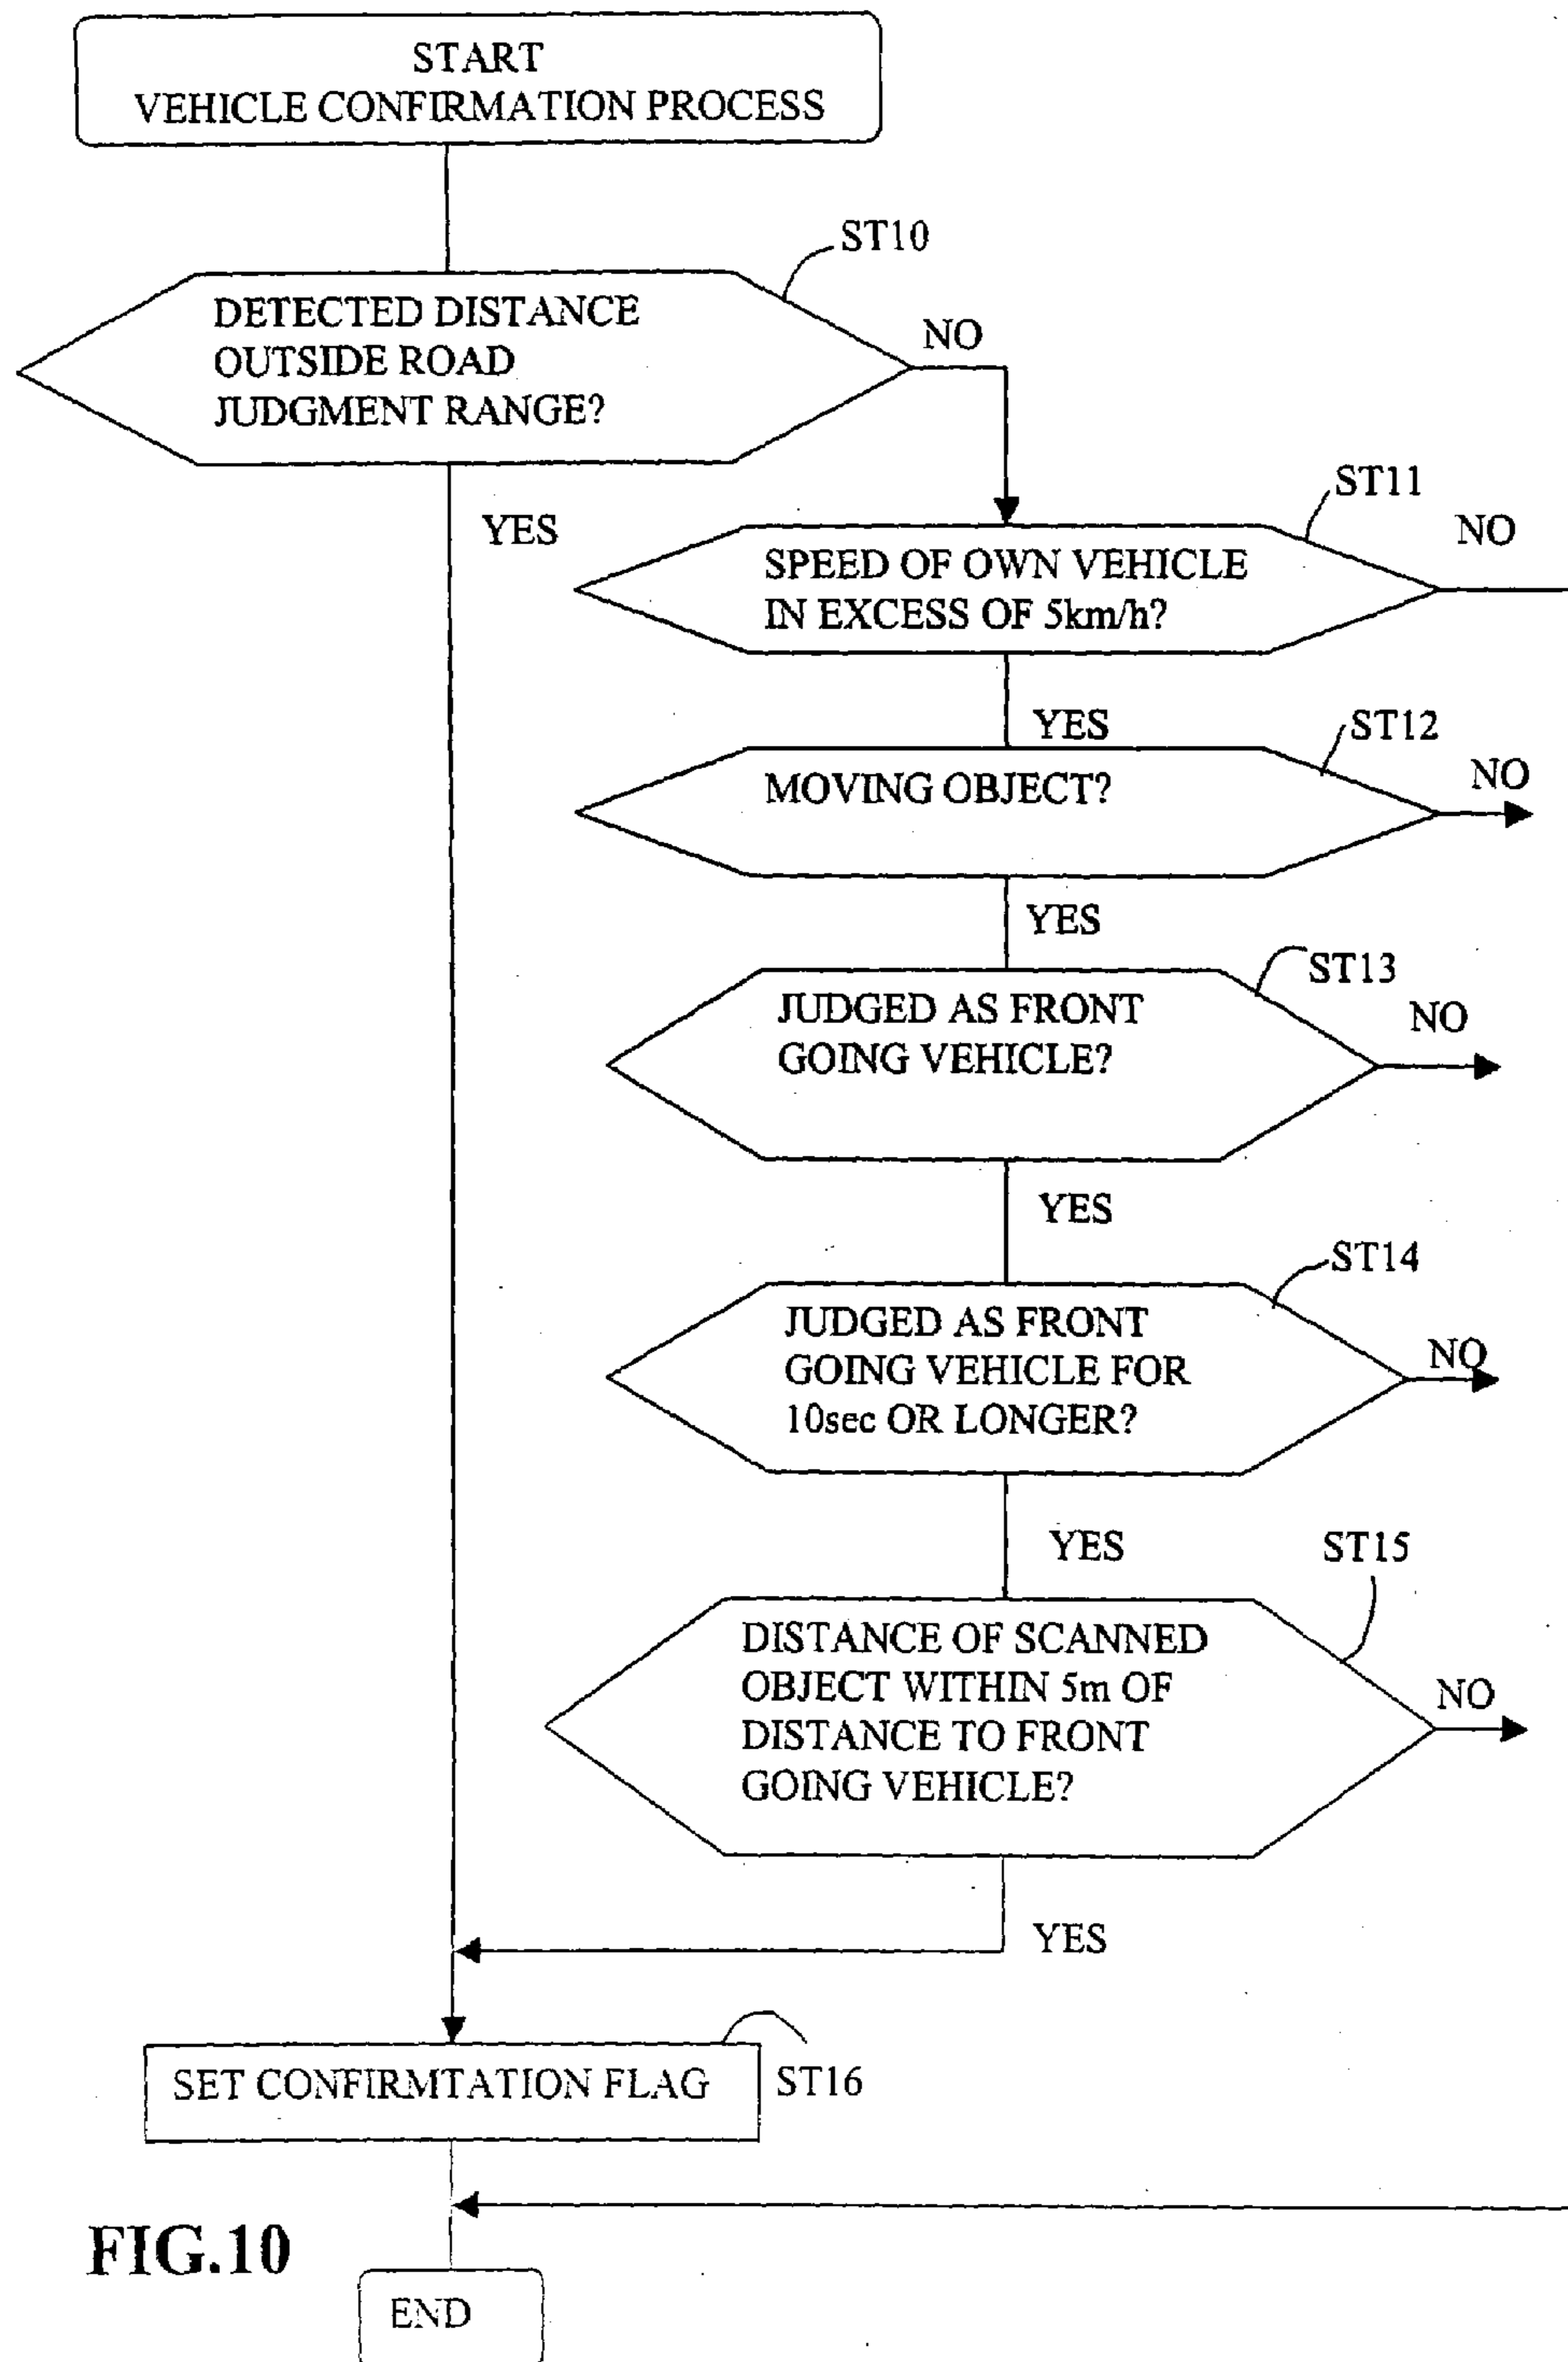 START
VEHICLE CONFIRMATION PROCESS
ST10
DETECTED DISTANCE
OUTSIDE ROAD
JUDGMENT RANGE?
NO
YES
ST11
SPEED OF OWN VEHICLE
IN EXCESS OF 5km/h?
NO
YES
ST12
MOVING OBJECT?
NO
YES
ST13
JUDGED AS FRONT
GOING VEHICLE?
NO
YES
ST14
JUDGED AS FRONT
GOING VEHICLE FOR
10sec OR LONGER?
NO
YES
ST15
DISTANCE OF SCANNED
OBJECT WITHIN 5m OF
DISTANCE TO FRONT
GOING VEHICLE?
NO
YES
SET CONFIRMTATION FLAG
ST16
FIG.10
END